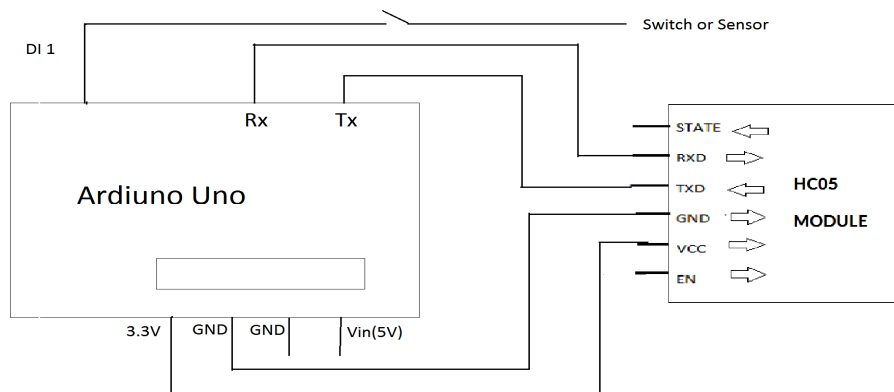 Switch or Sensor
DI 1
Rx
Tx
Ardiuno Uno
3.3V
GND
GND
Vin(5V)
STATE
RXD
TXD
GND
VCC
EN
HC05
MODULE